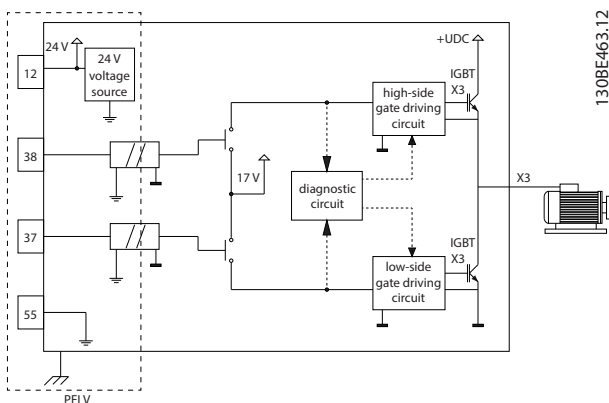 130BE463.12
+UDC
24 V
12
24 V
voltage
source
IGBT
X3
high-side
gate driving
circuit
38
17 V
diagnostic
circuit
X3
37
IGBT
X3
low-side
gate driving
circuit
55
PELV